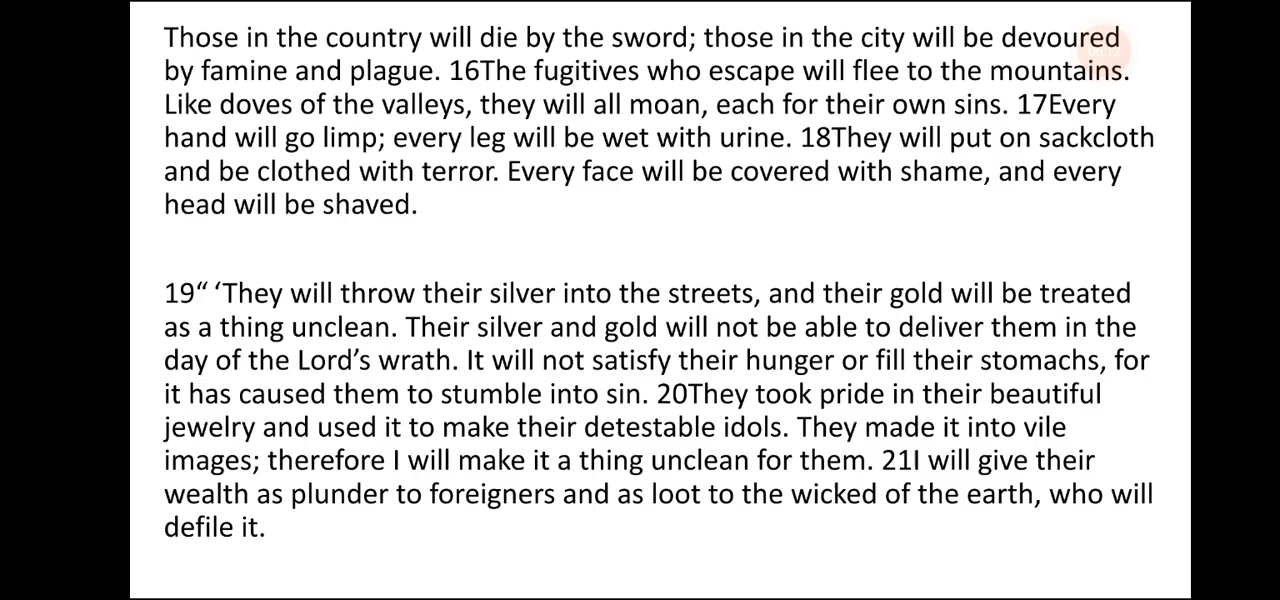 Those in the country will die by the sword; those in the city will be devoured
by famine and plague. 16The fugitives who escape will flee to the mountains.
Like doves of the valleys, they will all moan, each for their own sins. 17Every
hand will go limp; every leg will be wet with urine. 18They will put on sackcloth
and be clothed with terror. Every face will be covered with shame, and every
head will be shaved.
19“ ‘They will throw their silver into the streets, and their gold will be treated
as a thing unclean. Their silver and gold will not be able to deliver them in the
day of the Lord’s wrath. It will not satisfy their hunger or fill their stomachs, for
it has caused them to stumble into sin. 20They took pride in their beautiful
jewelry and used it to make their detestable idols. They made it into vile
images; therefore I will make it a thing unclean for them. 21I will give their
wealth as plunder to foreigners and as loot to the wicked of the earth, who will
defile it.